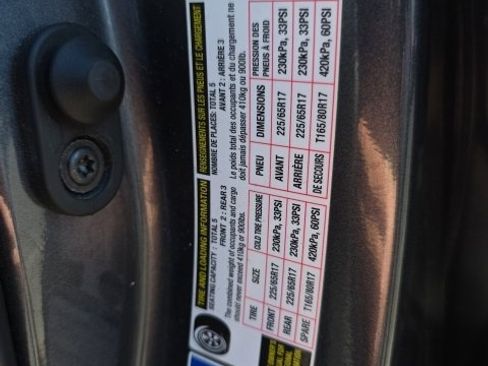 TIRE AND LOADING INFORMATION
SEATING CAPACITY : TOTAL 5
FRONT 2 : REAR 3
The combined weight of occupants and cargo
should never exceed 410kg or 900lbs.
TIRE SIZE COLD TIRE PRESSURE
FRONT 225/65R17 230kPa, 33PSI
REAR 225/65R17 230kPa, 33PSI
SPARE T165/80R17 420kPa, 60PSI
RENSEIGNEMENTS SUR LES PNEUS ET LE CHARGEMENT
NOMBRE DE PLACES: TOTAL 5
AVANT 2 : ARRIÈRE 3
Le poids total des occupants et du chargement ne
doit jamais dépasser 410kg ou 900lb.
PNEU DIMENSIONS PRESSION DES
PNEUS À FROID
AVANT 225/65R17 230kPa, 33PSI
ARRIÈRE 225/65R17 230kPa, 33PSI
DE SECOURS T165/80R17 420kPa, 60PSI
OWNER'S